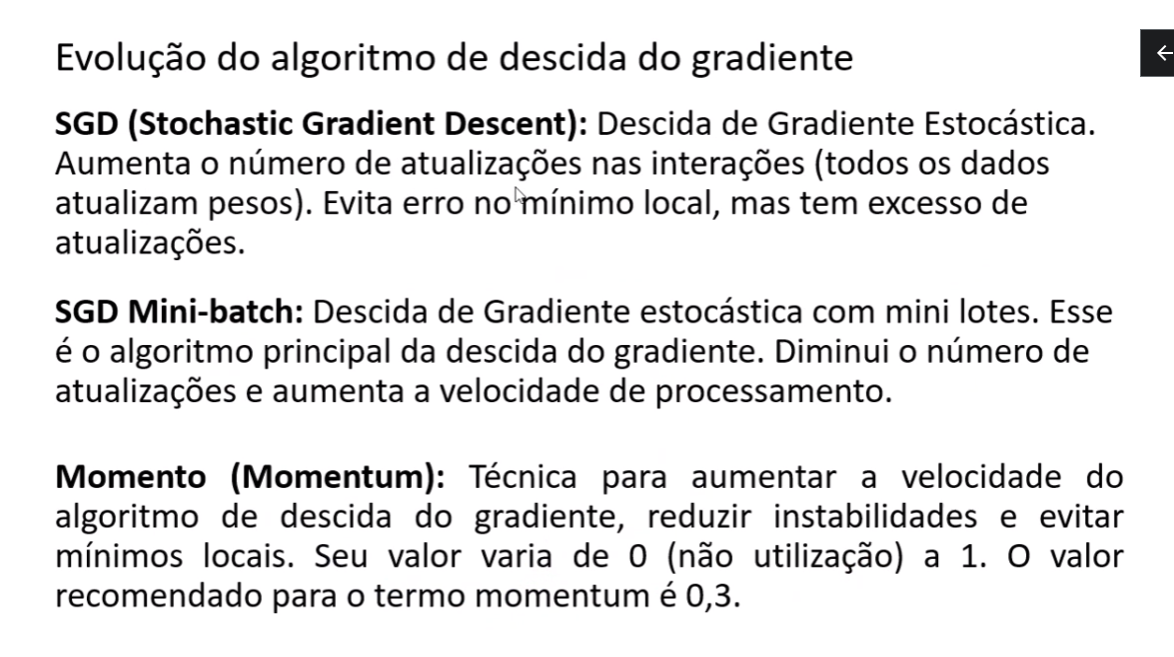 Evolução do algoritmo de descida do gradiente
SGD (Stochastic Gradient Descent): Descida de Gradiente Estocástica.
Aumenta o número de atualizações nas interações (todos os dados
atualizam pesos). Evita erro no mínimo local, mas tem excesso de
atualizações.
SGD Mini-batch: Descida de Gradiente estocástica com mini lotes. Esse
é o algoritmo principal da descida do gradiente. Diminui o número de
atualizações e aumenta a velocidade de processamento.
Momento (Momentum): Técnica para aumentar a velocidade do
algoritmo de descida do gradiente, reduzir instabilidades e evitar
mínimos locais. Seu valor varia de 0 (não utilização) a 1. O valor
recomendado para o termo momentum é 0,3.